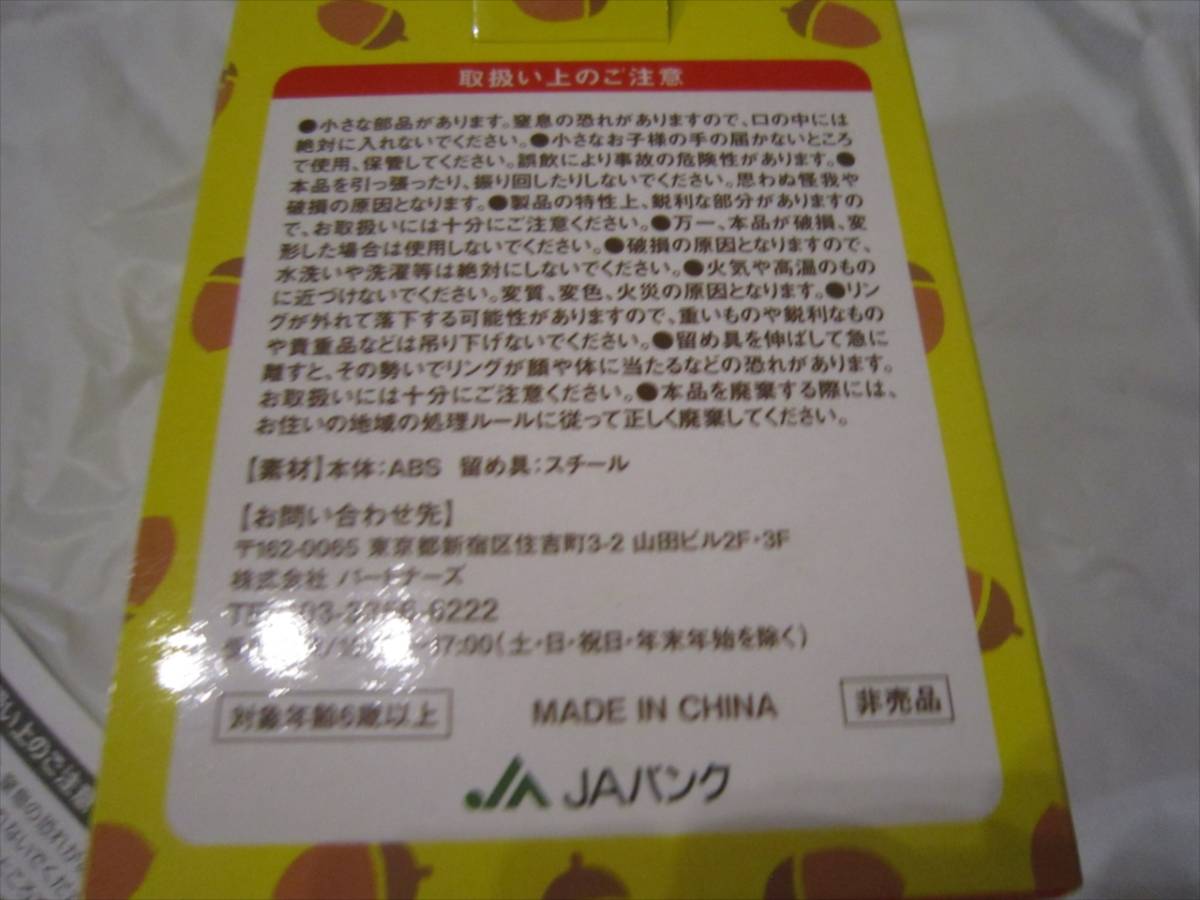 取扱い上のご注意
●小さな部品があります。窒息の恐れがありますので、口の中には
絶対に入れないでください。●小さなお子様の手の届かないところ
で使用、保管してください。誤飲により事故の危険性があります。●
本品を引っ張ったり、振り回したりしないでください。思わぬ怪我や
破損の原因となります。●製品の特性上、鋭利な部分がありますの
で、お取扱いには十分にご注意ください。●万一、本品が破損、変
形した場合は使用しないでください。●破損の原因となりますので、
水洗いや洗濯等は絶対にしないでください。●火気や高温のもの
に近づけないでください。変質、変色、火災の原因となります。●リン
グが外れて落下する可能性がありますので、重いものや鋭利なもの
や貴重品などは吊り下げないでください。●留め具を伸ばして急に
離すと、その勢いでリングが顔や体に当たるなどの恐れがあります。
お取扱いには十分にご注意ください。●本品を廃棄する際には、
お住いの地域の処理ルールに従って正しく廃棄してください。
【素材】本体:ABS 留め具:スチール
【お問い合わせ先】
〒162-0065 東京都新宿区住吉町3-2 山田ビル2F・3F
株式会社 パートナーズ
6222
17:00(土・日・祝日・年末年始を除く)
対象年齢6歳以上
MADE IN CHINA
非売品
JAバンク
い上のご注意